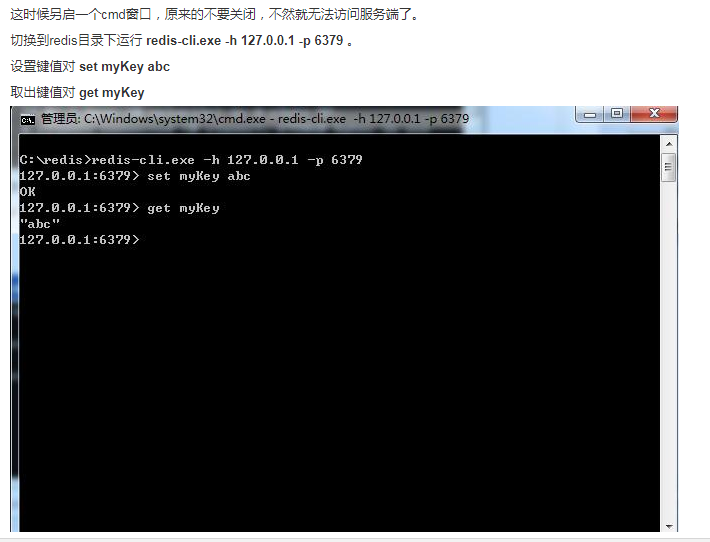 这时候另启一个cmd窗口，原来的不要关闭，不然就无法访问服务端了。
切换到redis目录下运行 redis-cli.exe -h 127.0.0.1 -p 6379 。
设置键值对 set myKey abc
取出键值对 get myKey
管理员: C:\Windows\system32\cmd.exe - redis-cli.exe  -h 127.0.0.1 -p 6379
C:\redis>redis-cli.exe -h 127.0.0.1 -p 6379
127.0.0.1:6379> set myKey abc
OK
127.0.0.1:6379> get myKey
"abc"
127.0.0.1:6379>